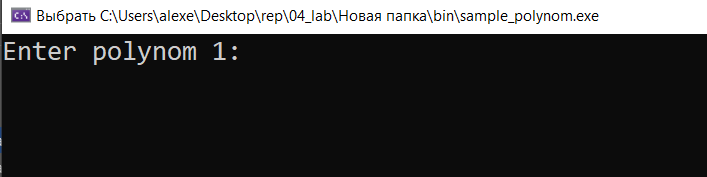 Выбрать C:\Users\alexe\Desktop\rep\04_lab\Новая папка\bin\sample_polynom.exe
Enter polynom 1: